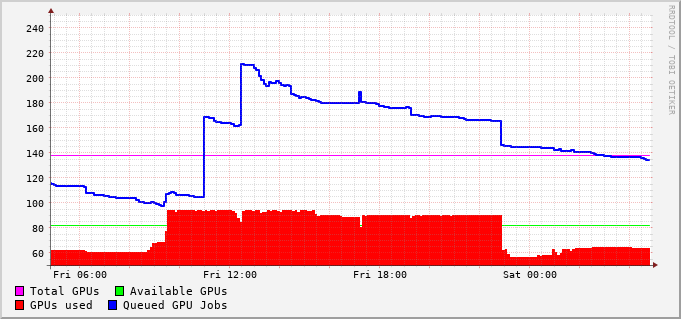 RRDTOOL / TOBI OETIKER
240
220
200
180
160
140
120
100
80
60
Fri 06:00 Fri 12:00 Fri 18:00 Sat 00:00
Total GPUs Available GPUs
GPUs used Queued GPU Jobs